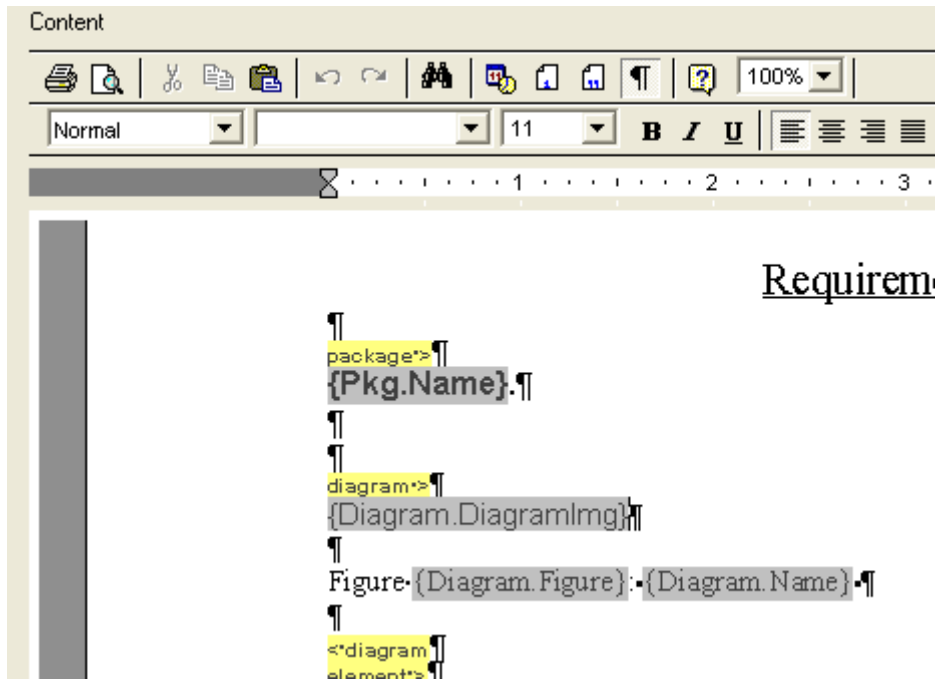 Content
100%
Normal 11 B I U
1 2 3
Requirem
¶
package>¶
{Pkg.Name}.¶
¶
¶
diagram>¶
{Diagram.DiagramImg}¶
¶
Figure·{Diagram.Figure}:·{Diagram.Name}·¶
¶
<diagram¶
element>¶